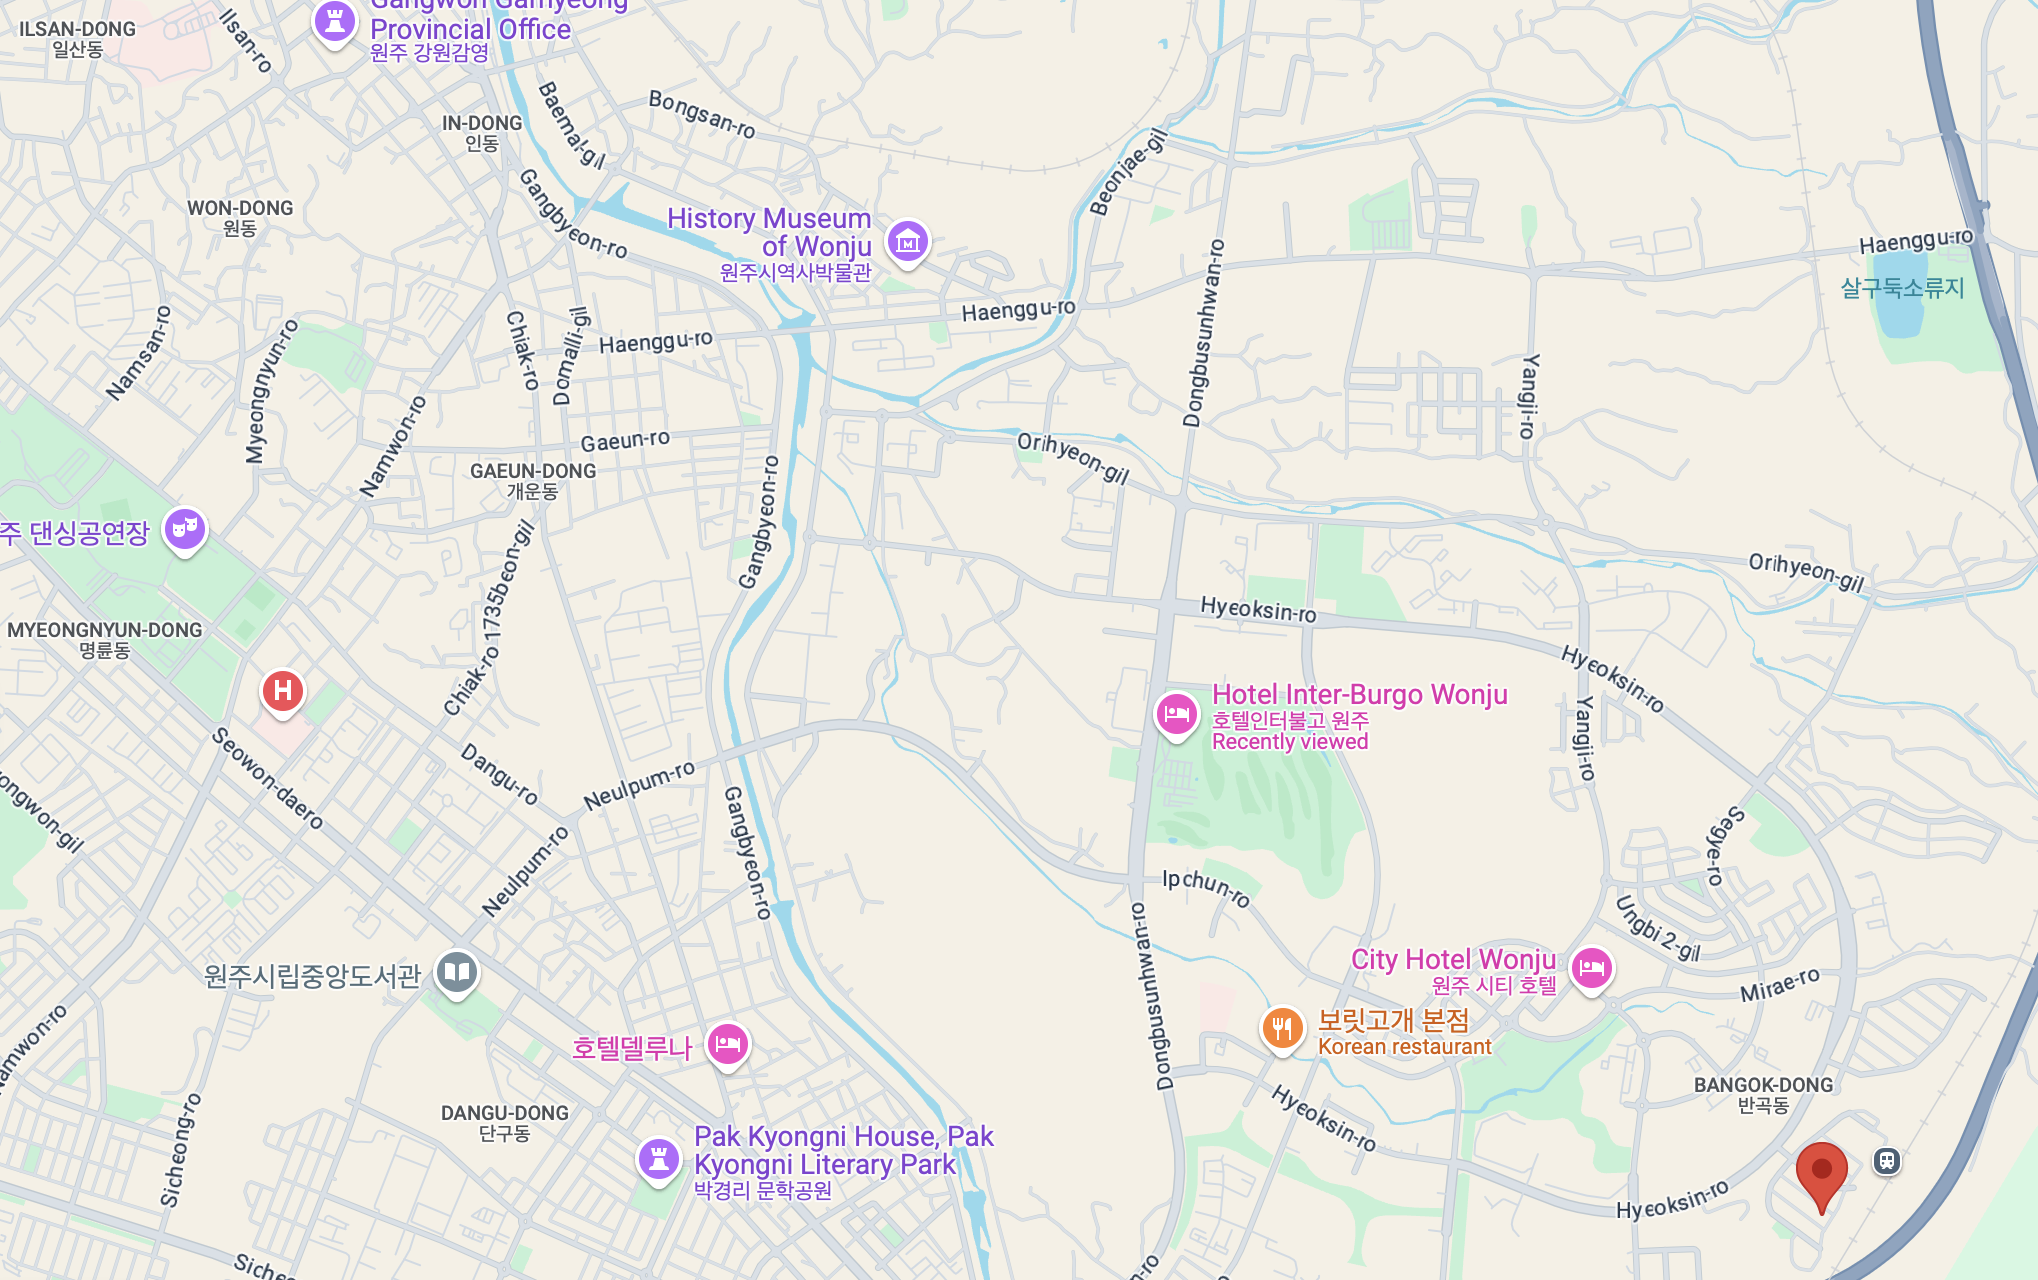 Gangwon Gamyeong
Provincial Office
원주 강원감영
ILSAN-DONG
일산동
Ilsan-ro
Baemal-gil
Bongsan-ro
IN-DONG
인동
Beonjae-gil
Gangbyeon-ro
WON-DONG
원동
History Museum
of Wonju
원주시역사박물관
Haenggu-ro
살구둑소류지
Dongbusunhwan-ro
Haenggu-ro
Haenggu-ro
Namsan-ro
Myeongnyun-ro
Chiak-ro
Domalli-gil
Namwon-ro
Yangji-ro
Gaeun-ro
GAEUN-DONG
개운동
Orihyeon-gil
Gangbyeon-ro
주 댄싱공연장
Chiak-ro 1735beon-gil
Orihyeon-gil
Hyeoksin-ro
MYEONGNYUN-DONG
명륜동
Hyeoksin-ro
H
Hotel Inter-Burgo Wonju
호텔인터불고 원주
Recently viewed
Yangji-ro
Seowon-daero
Dangu-ro
Neulpum-ro
Gangbyeon-ro
ongwon-gil
Neulpum-ro
Segye-ro
Ipchun-ro
Ungbi 2-gil
City Hotel Wonju
원주 시티 호텔
Mirae-ro
원주시립중앙도서관
Dongbusunhwan-ro
보릿고개 본점
Korean restaurant
호텔델루나
Namwon-ro
BANGOK-DONG
반곡동
DANGU-DONG
단구동
Hyeoksin-ro
Pak Kyongni House, Pak
Kyongni Literary Park
박경리 문학공원
Sicheong-ro
Hyeoksin-ro
Siche
n-ro